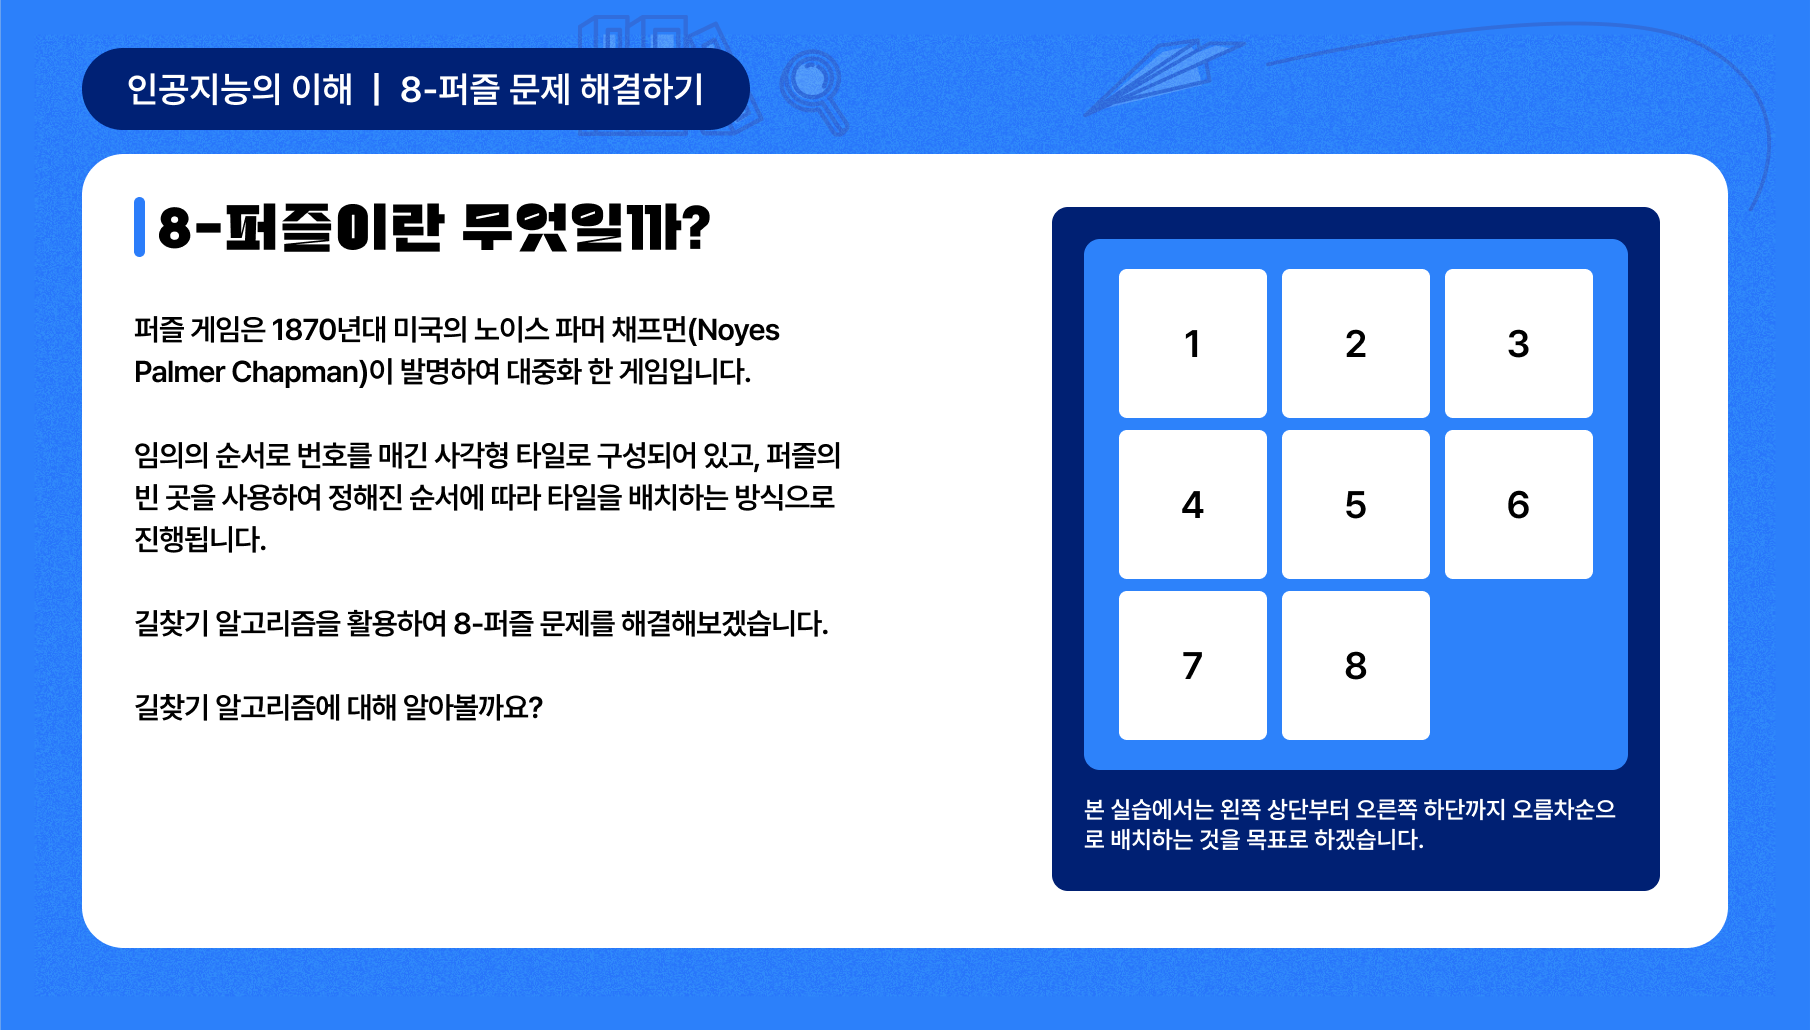 인공지능의 이해 | 8-퍼즐 문제 해결하기
8-퍼즐이란 무엇일까?
퍼즐 게임은 1870년대 미국의 노이스 파머 채프먼(Noyes
Palmer Chapman)이 발명하여 대중화 한 게임입니다.
임의의 순서로 번호를 매긴 사각형 타일로 구성되어 있고, 퍼즐의
빈 곳을 사용하여 정해진 순서에 따라 타일을 배치하는 방식으로
진행됩니다.
길찾기 알고리즘을 활용하여 8-퍼즐 문제를 해결해보겠습니다.
길찾기 알고리즘에 대해 알아볼까요?
1 2 3
4 5 6
7 8
본 실습에서는 왼쪽 상단부터 오른쪽 하단까지 오름차순으
로 배치하는 것을 목표로 하겠습니다.